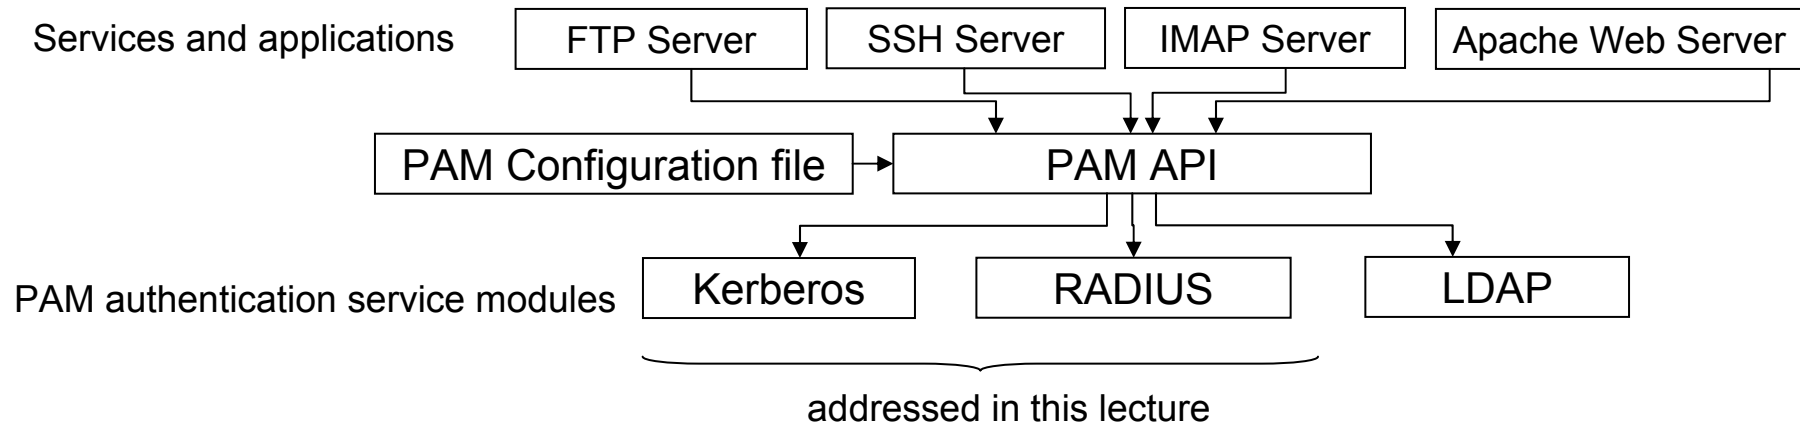 Services and applications
FTP Server
SSH Server
IMAP Server
Apache Web Server
PAM Configuration file
PAM API
PAM authentication service modules
Kerberos
RADIUS
LDAP
addressed in this lecture